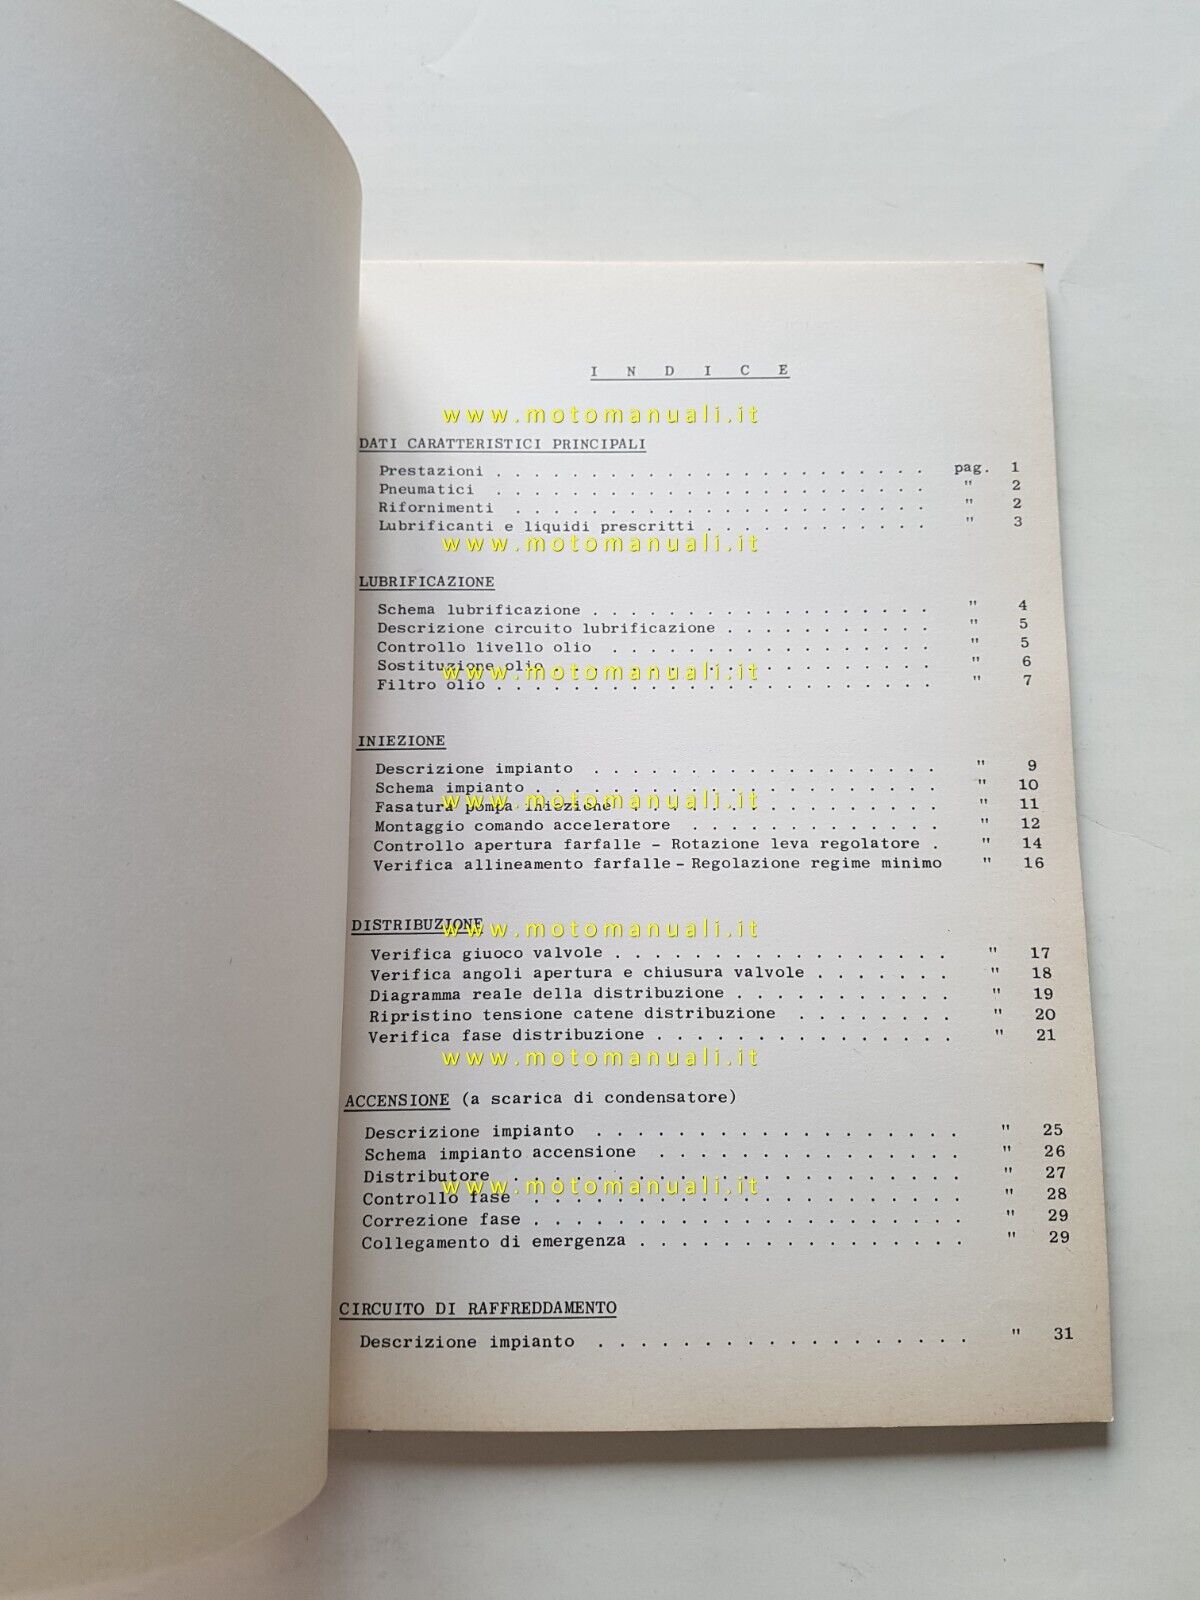 I N D I C E
www.motomanuali.it
DATI CARATTERISTICI PRINCIPALI
Prestazioni . . . . . . . . . . . . . . . . . . . . . . . . pag. 1
Pneumatici . . . . . . . . . . . . . . . . . . . . . . . . " 2
Rifornimenti . . . . . . . . . . . . . . . . . . . . . . . " 2
Lubrificanti e liquidi prescritti . . . . . . . . . . . . " 3
www.motomanuali.it
LUBRIFICAZIONE
Schema lubrificazione . . . . . . . . . . . . . . . . . . . " 4
Descrizione circuito lubrificazione . . . . . . . . . . . . " 5
Controllo livello olio . . . . . . . . . . . . . . . . . . " 5
Sostituzione olio . . . . . . . . . . . . . . . . . . . . . " 6
www.motomanuali.it
Filtro olio . . . . . . . . . . . . . . . . . . . . . . . . " 7
INIEZIONE
Descrizione impianto . . . . . . . . . . . . . . . . . . . " 9
Schema impianto . . . . . . . . . . . . . . . . . . . . . . " 10
www.motomanuali.it
Fasatura pompa iniezione . . . . . . . . . . . . . . . . . " 11
Montaggio comando acceleratore . . . . . . . . . . . . . . " 12
Controllo apertura farfalle - Rotazione leva regolatore . " 14
Verifica allineamento farfalle - Regolazione regime minimo " 16
DISTRIBUZIONE
www.motomanuali.it
Verifica giuoco valvole . . . . . . . . . . . . . . . . . . " 17
Verifica angoli apertura e chiusura valvole . . . . . . . " 18
Diagramma reale della distribuzione . . . . . . . . . . . . " 19
Ripristino tensione catene distribuzione . . . . . . . . " 20
Verifica fase distribuzione . . . . . . . . . . . . . . . . " 21
www.motomanuali.it
ACCENSIONE (a scarica di condensatore)
Descrizione impianto . . . . . . . . . . . . . . . . . . . " 25
Schema impianto accensione . . . . . . . . . . . . . . . . " 26
Distributore . . . . . . . . . . . . . . . . . . . . . . . " 27
www.motomanuali.it
Controllo fase . . . . . . . . . . . . . . . . . . . . . . " 28
Correzione fase . . . . . . . . . . . . . . . . . . . . . . " 29
Collegamento di emergenza . . . . . . . . . . . . . . . . . " 29
CIRCUITO DI RAFFREDDAMENTO
Descrizione impianto . . . . . . . . . . . . . . . . . . . " 31